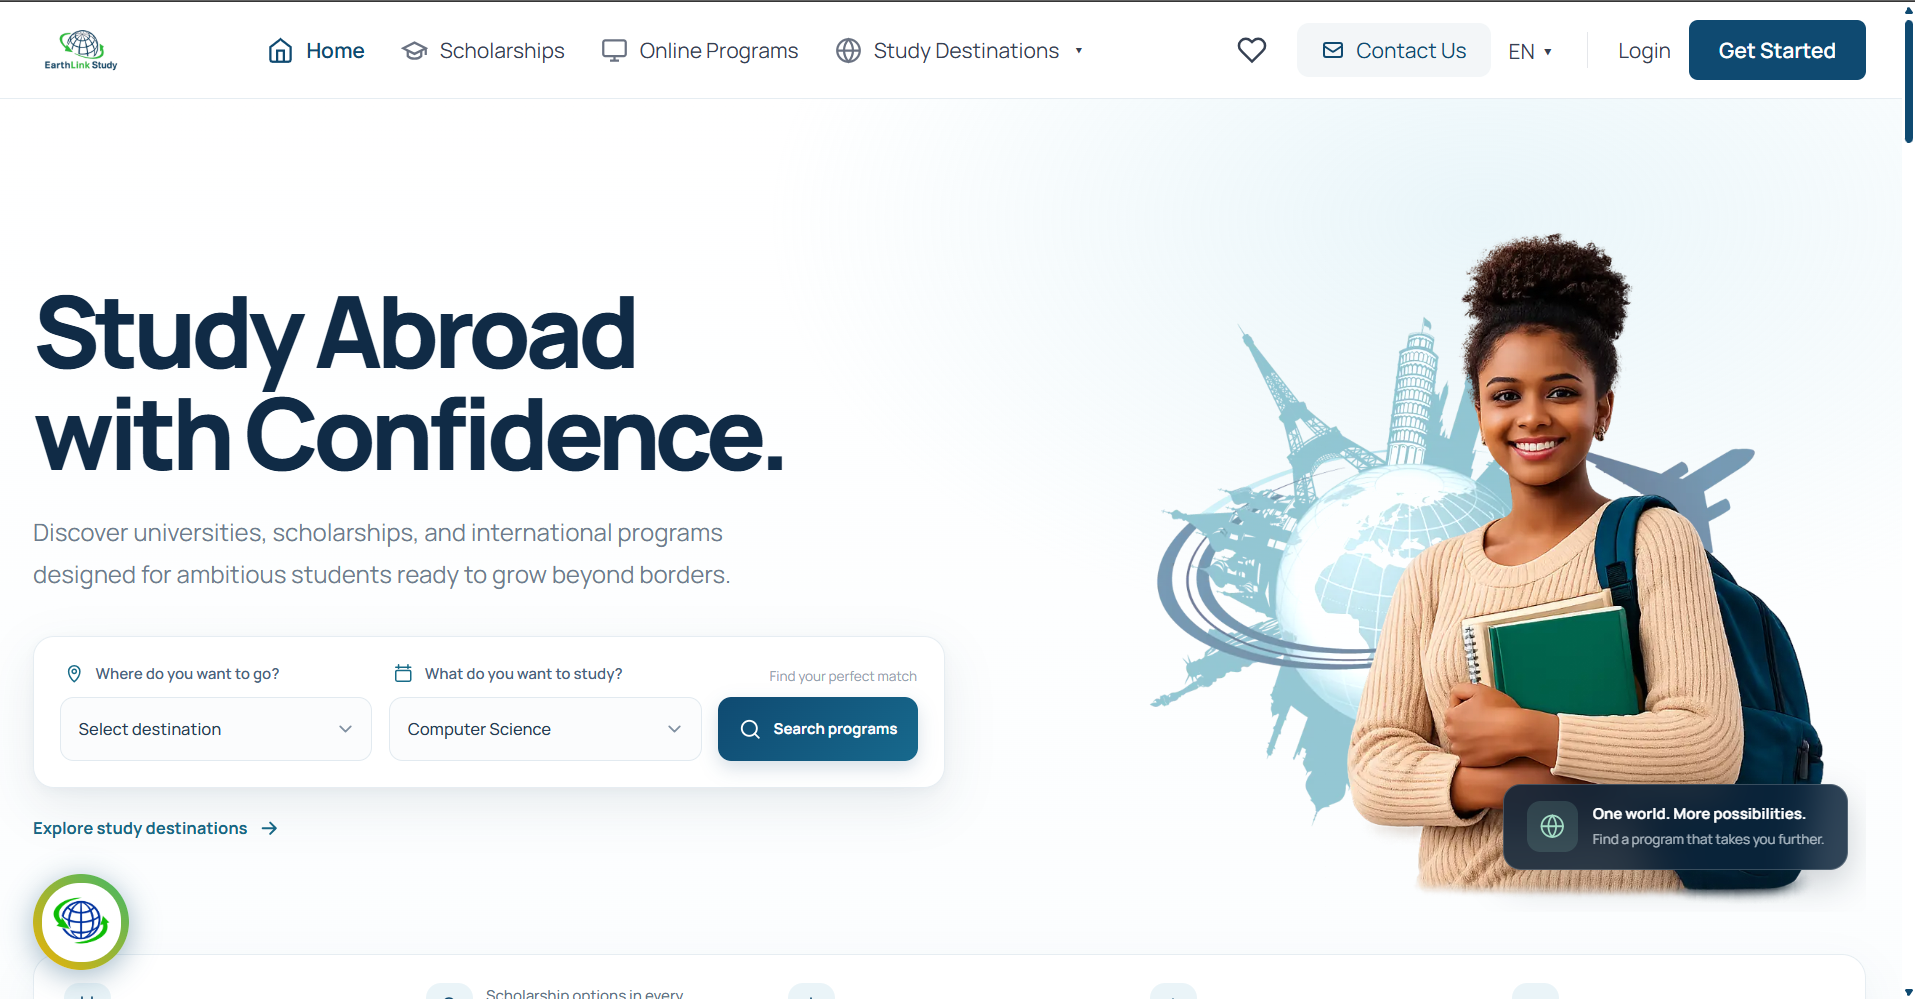 EarthLink Study
Home
Scholarships
Online Programs
Study Destinations
Contact Us
EN
Login
Get Started
Study Abroad
with Confidence.
Discover universities, scholarships, and international programs
designed for ambitious students ready to grow beyond borders.
Where do you want to go?
What do you want to study?
Find your perfect match
Select destination
Computer Science
Search programs
Explore study destinations
One world. More possibilities.
Find a program that takes you further.
Scholarship options in every